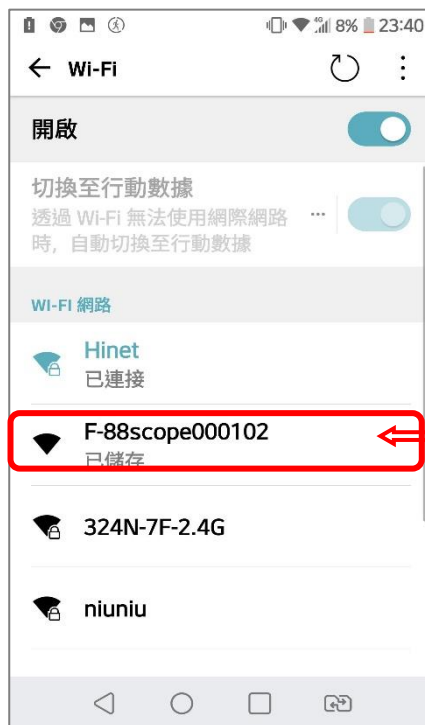 4G 8% 23:40
Wi-Fi
開啟
切換至行動數據
透過 Wi-Fi 無法使用網際網路
時，自動切換至行動數據
WI-FI 網路
Hinet
已連接
F-88scope000102
已儲存
324N-7F-2.4G
niuniu